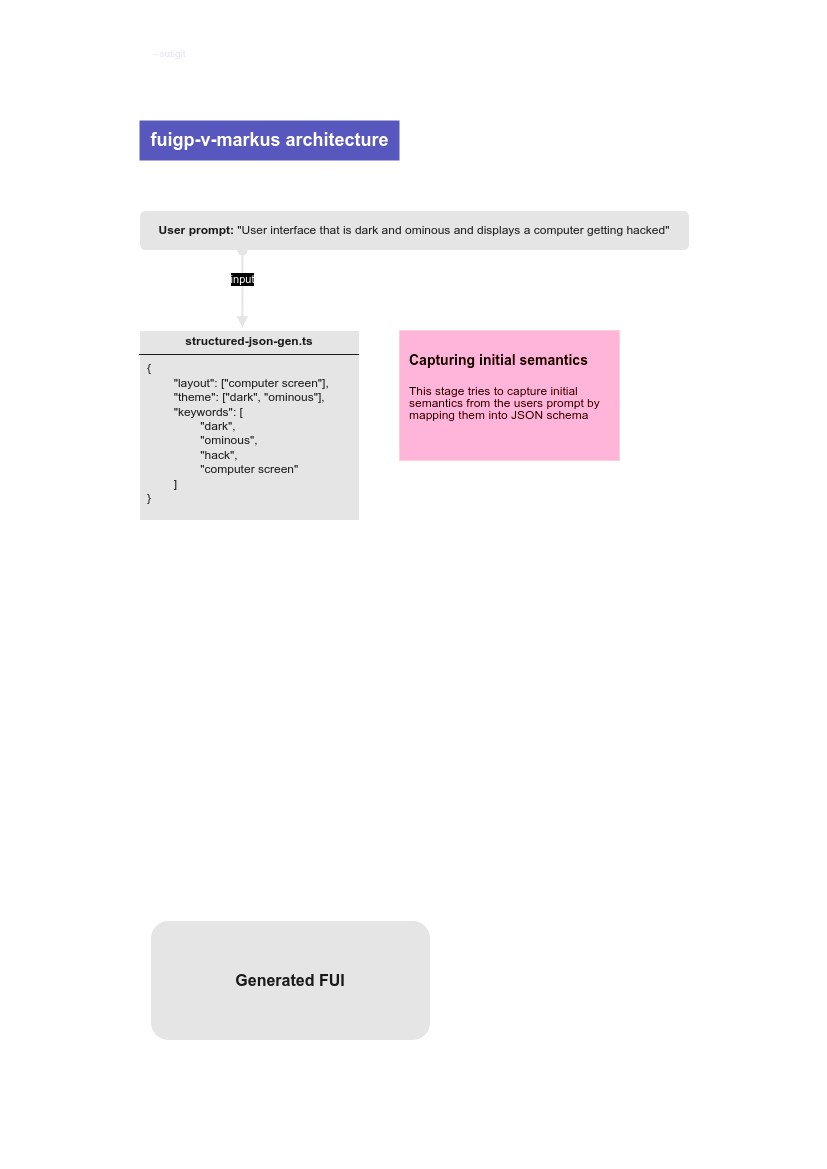 - sufigit
fuigp-v-markus architecture
User prompt: "User interface that is dark and ominous and displays a computer getting hacked"
input
structured-json-gen.ts
{
"layout": ["computer screen"],
"theme": ["dark", "ominous"],
"keywords": [
"dark",
"ominous",
"hack",
"computer screen"
]
}
Capturing initial semantics
This stage tries to capture initial
semantics from the users prompt by
mapping them into JSON schema
Generated FUI